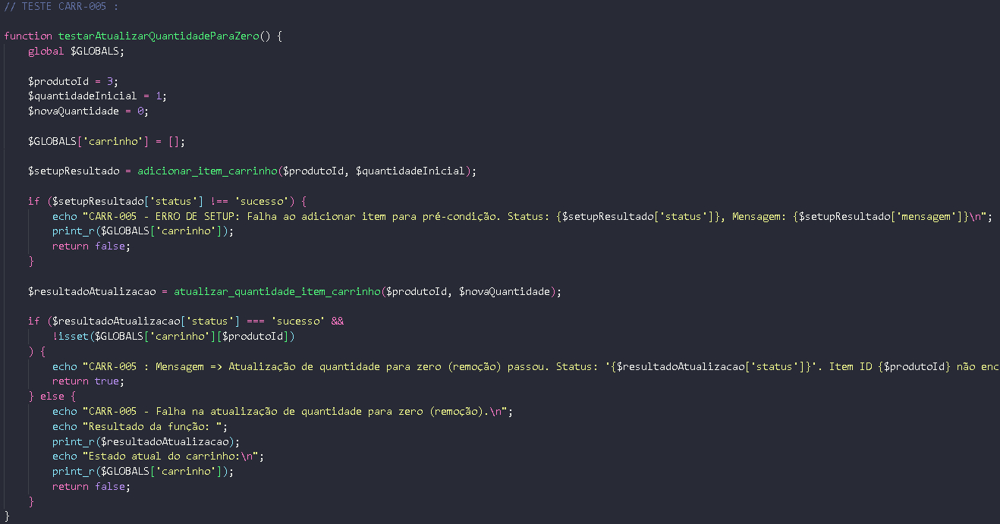 // TESTE CARR-005 :
function testarAtualizarQuantidadeParaZero() {
global $GLOBALS;
$produtoId = 3;
$quantidadeInicial = 1;
$novaQuantidade = 0;
$GLOBALS['carrinho'] = [];
$setupResultado = adicionar_item_carrinho($produtoId, $quantidadeInicial);
if ($setupResultado['status'] !== 'sucesso') {
echo "CARR-005 - ERRO DE SETUP: Falha ao adicionar item para pré-condição. Status: {$setupResultado['status']}, Mensagem: {$setupResultado['mensagem']}\n";
print_r($GLOBALS['carrinho']);
return false;
}
$resultadoAtualizacao = atualizar_quantidade_item_carrinho($produtoId, $novaQuantidade);
if ($resultadoAtualizacao['status'] === 'sucesso' &&
!isset($GLOBALS['carrinho'][$produtoId])
) {
echo "CARR-005 : Mensagem => Atualização de quantidade para zero (remoção) passou. Status: '{$resultadoAtualizacao['status']}'. Item ID {$produtoId} não enc
return true;
} else {
echo "CARR-005 - Falha na atualização de quantidade para zero (remoção).\n";
echo "Resultado da função: ";
print_r($resultadoAtualizacao);
echo "Estado atual do carrinho:\n";
print_r($GLOBALS['carrinho']);
return false;
}
}